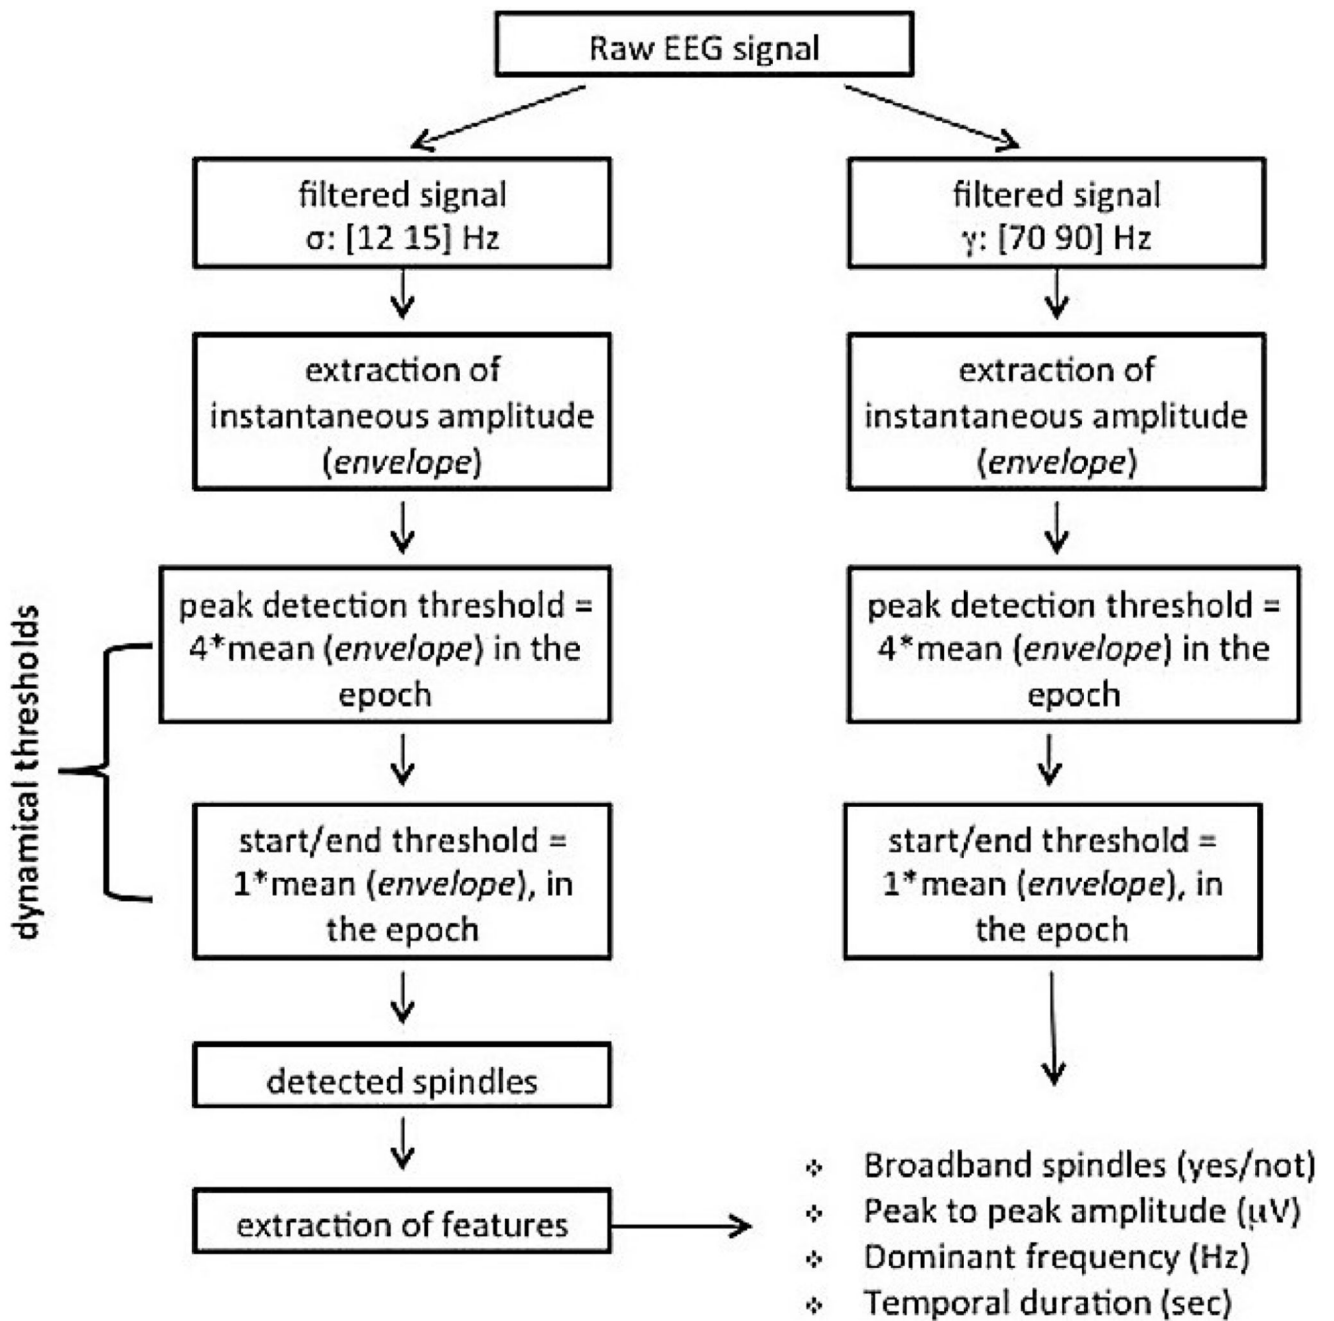 Raw EEG signal
filtered signal
σ: [12 15] Hz
filtered signal
γ: [70 90] Hz
extraction of
instantaneous amplitude
(envelope)
extraction of
instantaneous amplitude
(envelope)
dynamical thresholds
peak detection threshold =
4*mean (envelope) in the
epoch
peak detection threshold =
4*mean (envelope) in the
epoch
start/end threshold =
1*mean (envelope), in
the epoch
start/end threshold =
1*mean (envelope), in
the epoch
detected spindles
extraction of features
❖ Broadband spindles (yes/not)
❖ Peak to peak amplitude (μV)
❖ Dominant frequency (Hz)
❖ Temporal duration (sec)